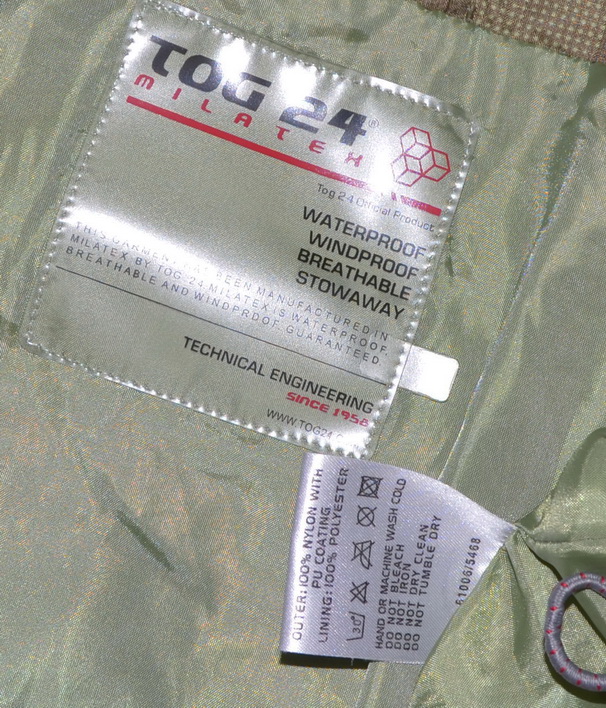 TOG 24®
MILATEX
Tog 24 Official Product
WATERPROOF
WINDPROOF
BREATHABLE
STOWAWAY
THIS GARMENT HAS BEEN MANUFACTURED IN
MILATEX BY TOG 24 MILATEX IS WATERPROOF,
BREATHABLE AND WINDPROOF GUARANTEED
TECHNICAL ENGINEERING
SINCE 1958
WWW.TOG24.
OUTER: 100% NYLON WITH
PU COATING
LINING: 100% POLYESTER
30°
HAND OR MACHINE WASH COLD
DO NOT BLEACH
DO NOT IRON
DO NOT DRY CLEAN
DO NOT TUMBLE DRY
61006/5468